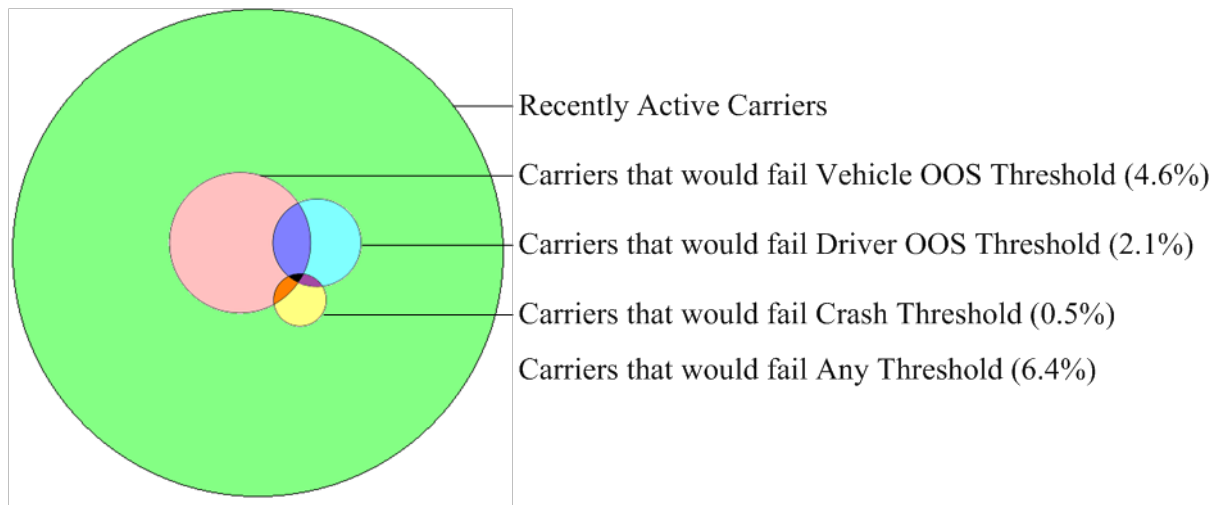 Recently Active Carriers
Carriers that would fail Vehicle OOS Threshold (4.6%)
Carriers that would fail Driver OOS Threshold (2.1%)
Carriers that would fail Crash Threshold (0.5%)
Carriers that would fail Any Threshold (6.4%)